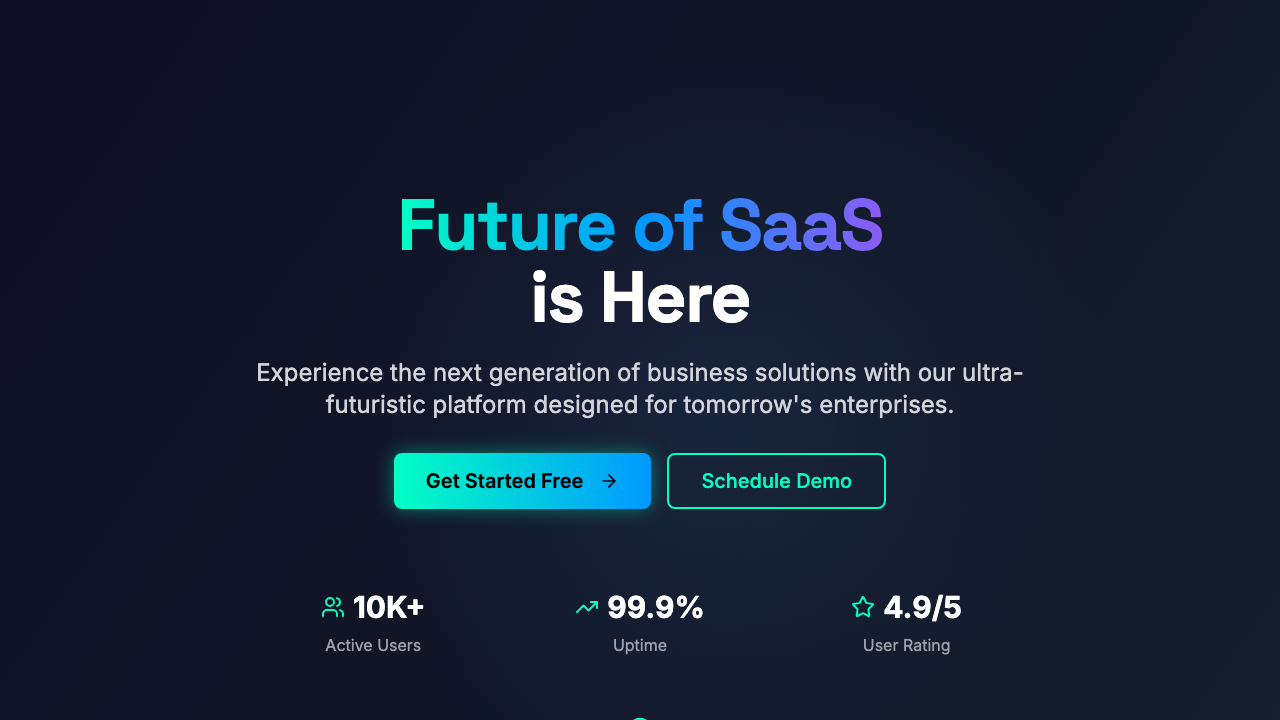 Future of SaaS
is Here
Experience the next generation of business solutions with our ultra-
futuristic platform designed for tomorrow's enterprises.
Get Started Free
Schedule Demo
10K+
Active Users
99.9%
Uptime
4.9/5
User Rating